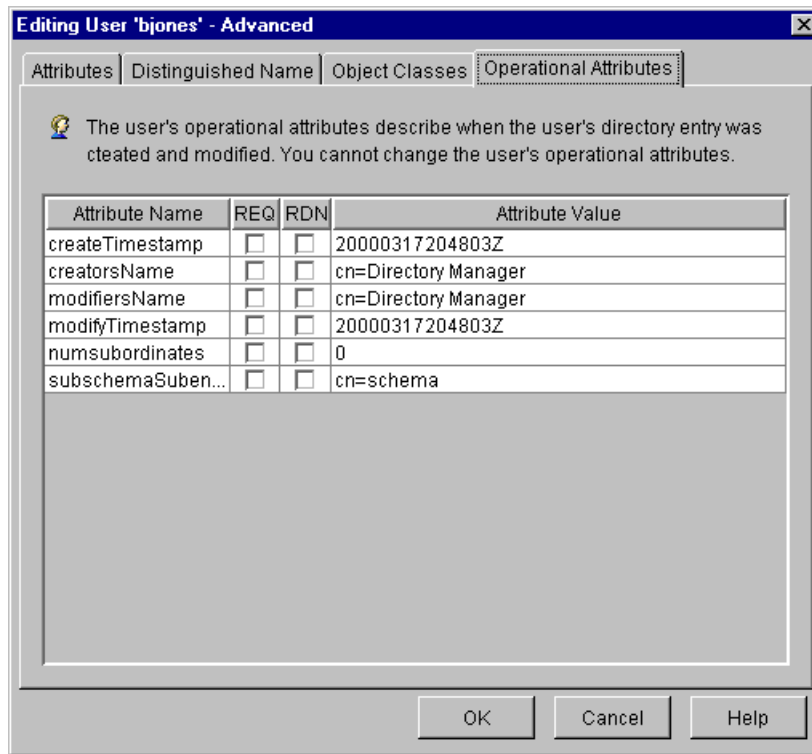 Editing User 'bjones' - Advanced
Attributes Distinguished Name Object Classes Operational Attributes
The user's operational attributes describe when the user's directory entry was
cteated and modified. You cannot change the user's operational attributes.
Attribute Name REQ RDN Attribute Value
createTimestamp 20000317204803Z
creatorsName cn=Directory Manager
modifiersName cn=Directory Manager
modifyTimestamp 20000317204803Z
numsubordinates 0
subschemaSuben... cn=schema
OK Cancel Help